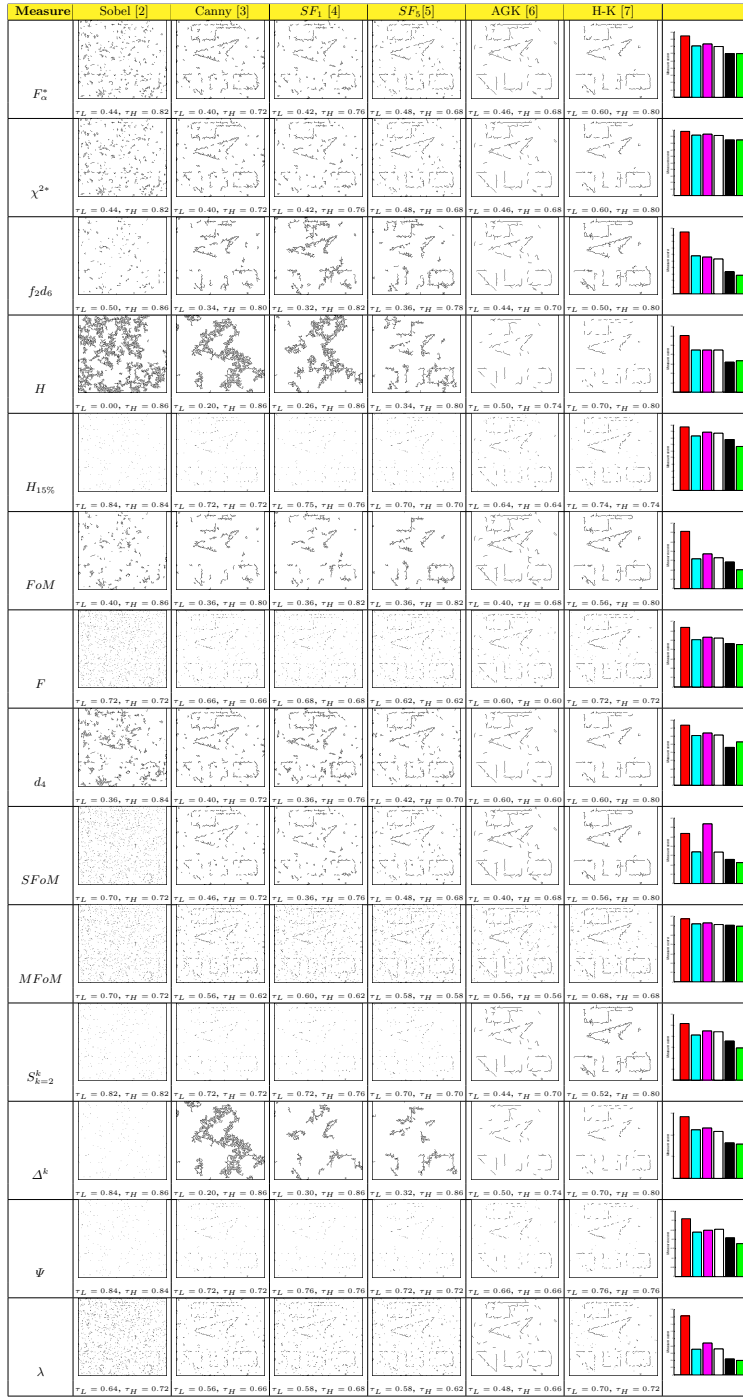 Measure Sobel [2] Canny [3] SF1 [4] SF5[5] AGK [6] H-K [7]
F*α
τL = 0.44, τH = 0.82 τL = 0.40, τH = 0.72 τL = 0.42, τH = 0.76 τL = 0.48, τH = 0.68 τL = 0.46, τH = 0.68 τL = 0.60, τH = 0.80
χ2*
τL = 0.44, τH = 0.82 τL = 0.40, τH = 0.72 τL = 0.42, τH = 0.76 τL = 0.48, τH = 0.68 τL = 0.46, τH = 0.68 τL = 0.60, τH = 0.80
f2d6
τL = 0.50, τH = 0.86 τL = 0.34, τH = 0.80 τL = 0.32, τH = 0.82 τL = 0.36, τH = 0.78 τL = 0.44, τH = 0.70 τL = 0.50, τH = 0.80
H
τL = 0.00, τH = 0.86 τL = 0.20, τH = 0.86 τL = 0.26, τH = 0.86 τL = 0.34, τH = 0.80 τL = 0.50, τH = 0.74 τL = 0.70, τH = 0.80
H15%
τL = 0.84, τH = 0.84 τL = 0.72, τH = 0.72 τL = 0.75, τH = 0.76 τL = 0.70, τH = 0.70 τL = 0.64, τH = 0.64 τL = 0.74, τH = 0.74
FoM
τL = 0.40, τH = 0.86 τL = 0.36, τH = 0.80 τL = 0.36, τH = 0.82 τL = 0.36, τH = 0.82 τL = 0.40, τH = 0.68 τL = 0.56, τH = 0.80
F
τL = 0.72, τH = 0.72 τL = 0.66, τH = 0.66 τL = 0.68, τH = 0.68 τL = 0.62, τH = 0.62 τL = 0.60, τH = 0.60 τL = 0.72, τH = 0.72
d4
τL = 0.36, τH = 0.84 τL = 0.40, τH = 0.72 τL = 0.36, τH = 0.76 τL = 0.42, τH = 0.70 τL = 0.60, τH = 0.60 τL = 0.60, τH = 0.80
SFoM
τL = 0.70, τH = 0.72 τL = 0.46, τH = 0.72 τL = 0.36, τH = 0.76 τL = 0.48, τH = 0.68 τL = 0.40, τH = 0.68 τL = 0.56, τH = 0.80
MFoM
τL = 0.70, τH = 0.72 τL = 0.56, τH = 0.62 τL = 0.60, τH = 0.62 τL = 0.58, τH = 0.58 τL = 0.56, τH = 0.56 τL = 0.68, τH = 0.68
Skk=2
τL = 0.82, τH = 0.82 τL = 0.72, τH = 0.72 τL = 0.72, τH = 0.76 τL = 0.70, τH = 0.70 τL = 0.44, τH = 0.70 τL = 0.52, τH = 0.80
Δk
τL = 0.84, τH = 0.86 τL = 0.20, τH = 0.86 τL = 0.30, τH = 0.86 τL = 0.32, τH = 0.86 τL = 0.50, τH = 0.74 τL = 0.70, τH = 0.80
Ψ
τL = 0.84, τH = 0.84 τL = 0.72, τH = 0.72 τL = 0.76, τH = 0.76 τL = 0.72, τH = 0.72 τL = 0.66, τH = 0.66 τL = 0.76, τH = 0.76
λ
τL = 0.64, τH = 0.72 τL = 0.56, τH = 0.66 τL = 0.58, τH = 0.68 τL = 0.58, τH = 0.62 τL = 0.48, τH = 0.66 τL = 0.70, τH = 0.72